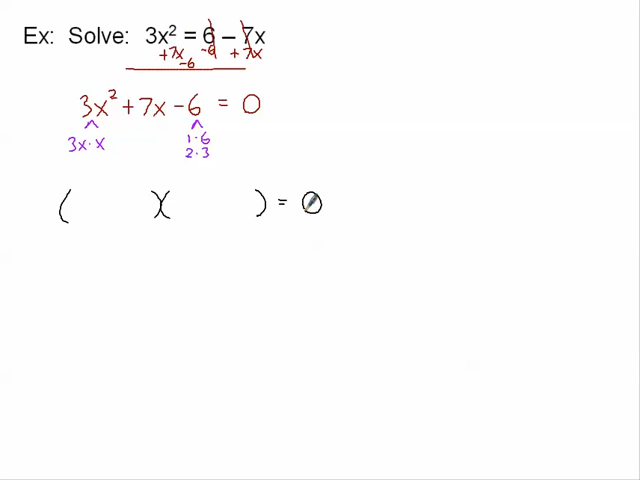 Ex: Solve: 3x² = 6 – 7x
+7x -6 -6 +7x
3x² + 7x - 6 = 0
3x·x 1·6
2·3
( )( ) = 0